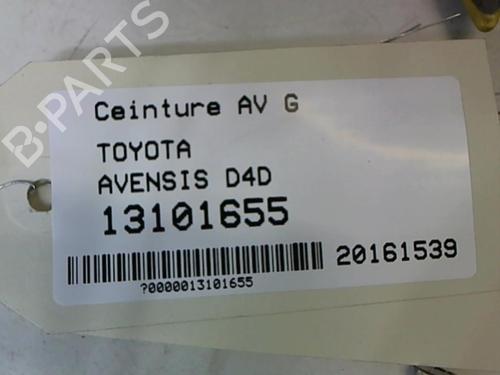 B-PARTS
Ceinture AV G
TOYOTA
AVENSIS D4D
13101655
20161539
?0000013101655